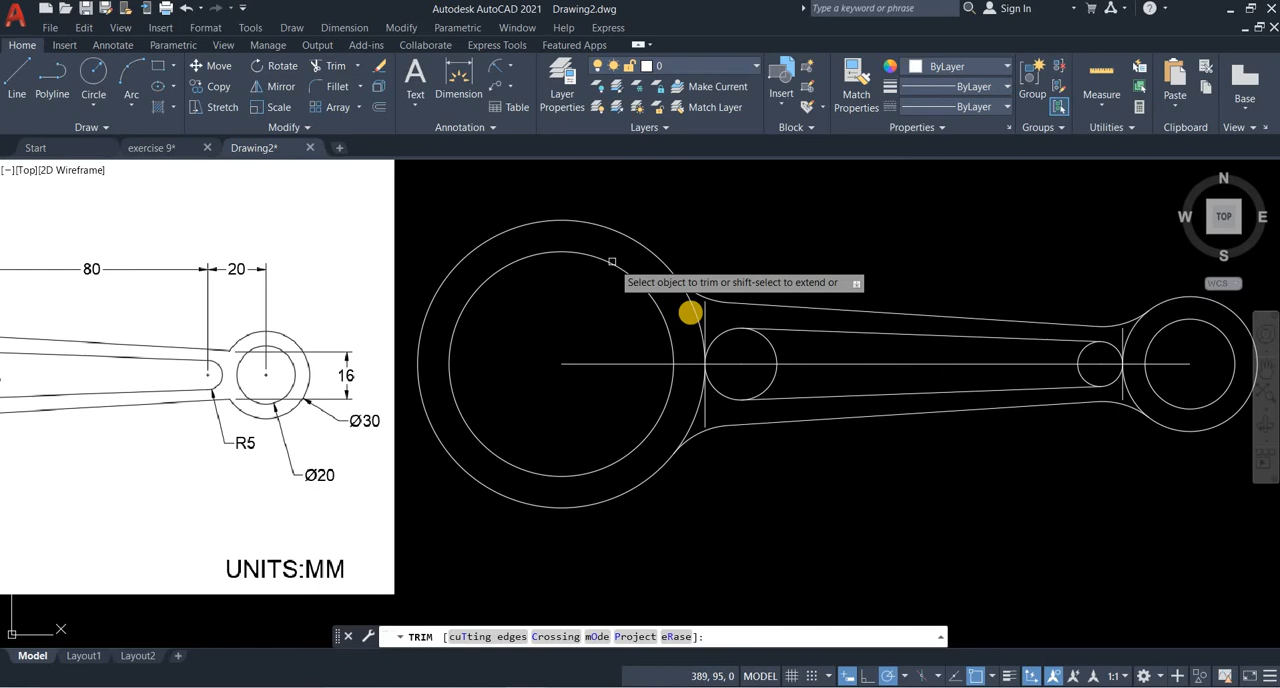 Autodesk AutoCAD 2021 Drawing2.dwg
Type a keyword or phrase
Sign In
File Edit View Insert Format Tools Draw Dimension Modify Parametric Window Help Express
Home Insert Annotate Parametric View Manage Output Add-ins Collaborate Express Tools Featured Apps
Line Polyline Circle Arc
Move Rotate Trim
Copy Mirror Fillet
Stretch Scale Array
Text Dimension Table
Layer Properties
0
Make Current
Match Layer
Insert
Match Properties
ByLayer
ByLayer
ByLayer
Group
Measure
Paste
Base
Draw Modify Annotation Layers Block Properties Groups Utilities Clipboard View
Start exercise 9* Drawing2*
[−][Top][2D Wireframe]
N
W TOP E
S
WCS
80 20
Select object to trim or shift-select to extend or
16
Ø30
R5
Ø20
UNITS:MM
X
TRIM [cuTting edges Crossing mOde Project eRase]:
Model Layout1 Layout2
389, 95, 0 MODEL 1:1